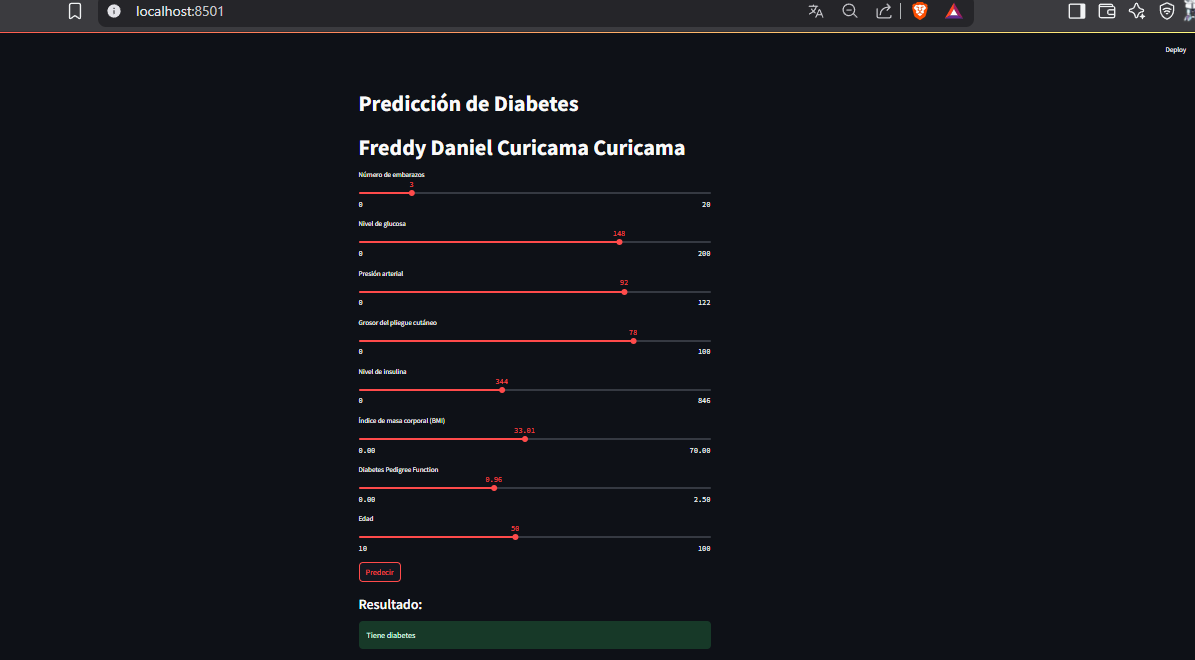 localhost:8501
Deploy
Predicción de Diabetes
Freddy Daniel Curicama Curicama
Número de embarazos
3
0 20
Nivel de glucosa
148
0 200
Presión arterial
92
0 122
Grosor del pliegue cutáneo
78
0 100
Nivel de insulina
344
0 846
Índice de masa corporal (BMI)
33.01
0.00 70.00
Diabetes Pedigree Function
0.96
0.00 2.50
Edad
50
10 100
Predecir
Resultado:
Tiene diabetes